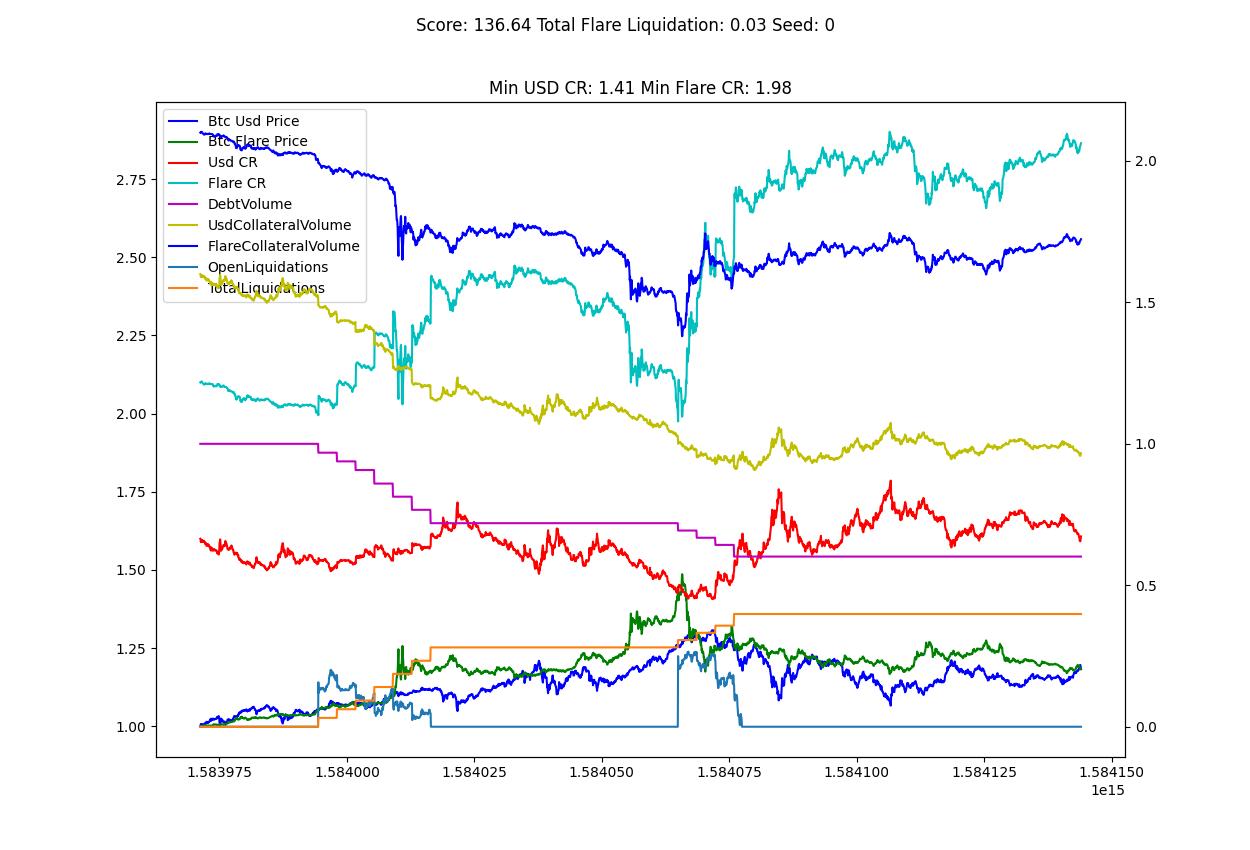 Score: 136.64 Total Flare Liquidation: 0.03 Seed: 0
Min USD CR: 1.41 Min Flare CR: 1.98
Btc Usd Price
Btc Flare Price
Usd CR
Flare CR
DebtVolume
UsdCollateralVolume
FlareCollateralVolume
OpenLiquidations
TotalLiquidations
2.75
2.50
2.25
2.00
1.75
1.50
1.25
1.00
2.0
1.5
1.0
0.5
0.0
1.583975 1.584000 1.584025 1.584050 1.584075 1.584100 1.584125 1.584150
1e15